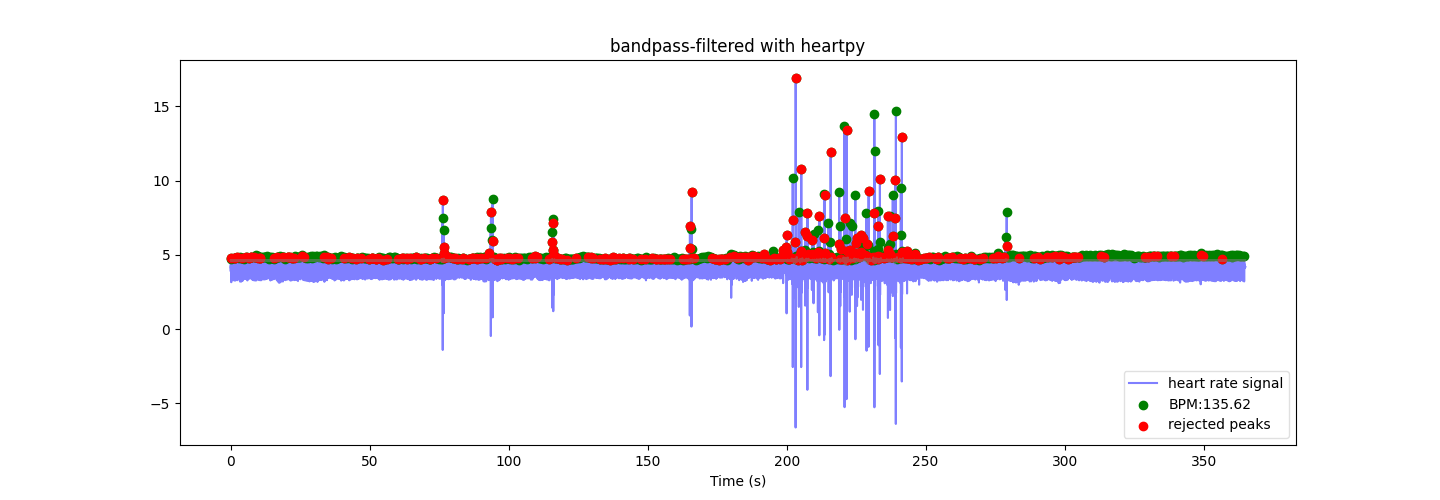 bandpass-filtered with heartpy
15
10
5
0
−5
heart rate signal
BPM:135.62
rejected peaks
0 50 100 150 200 250 300 350
Time (s)